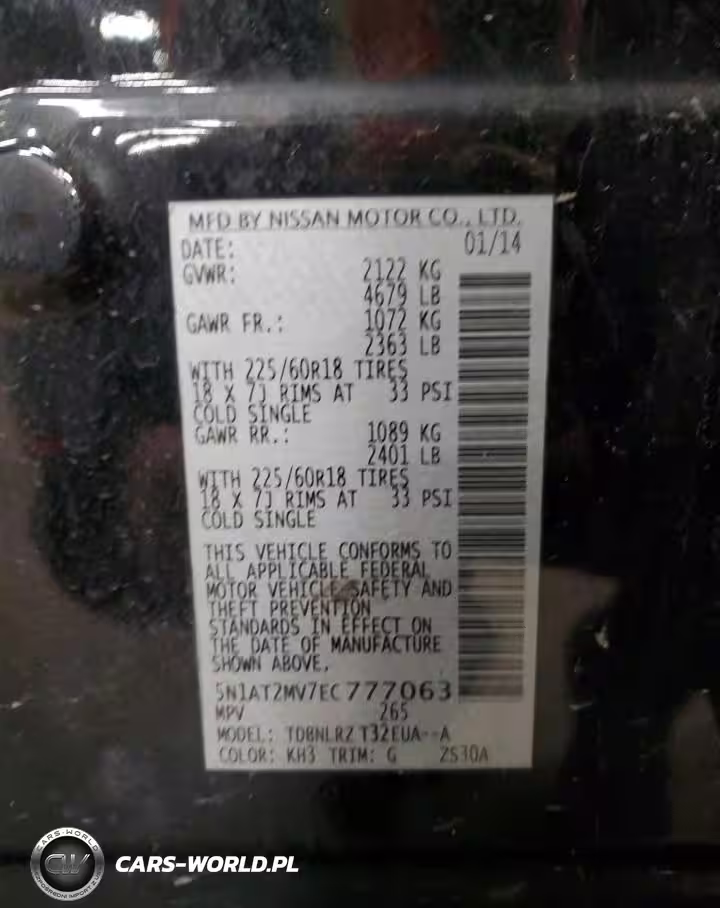 MFD BY NISSAN MOTOR CO., LTD.
DATE: 01/14
GVWR: 2122 KG
4679 LB
GAWR FR.: 1072 KG
2363 LB
WITH 225/60R18 TIRES
18 X 7J RIMS AT 33 PSI
COLD SINGLE
GAWR RR.: 1089 KG
2401 LB
WITH 225/60R18 TIRES
18 X 7J RIMS AT 33 PSI
COLD SINGLE
THIS VEHICLE CONFORMS TO
ALL APPLICABLE FEDERAL
MOTOR VEHICLE SAFETY AND
THEFT PREVENTION
STANDARDS IN EFFECT ON
THE DATE OF MANUFACTURE
SHOWN ABOVE.
5N1AT2MV7EC777063
MPV 265
MODEL: TDBNLRZ T32EUA--A
COLOR: KH3 TRIM: G 2S30A
CARS-WORLD
CW
CARS-WORLD.PL